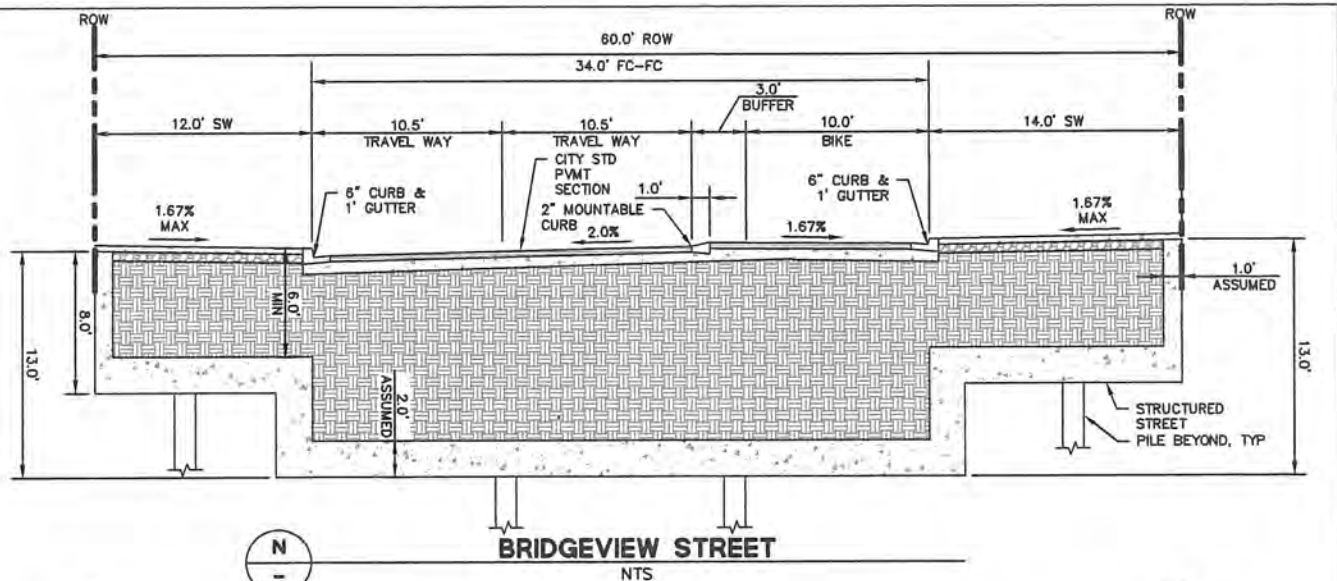 ROW
ROW
60.0' ROW
34.0' FC-FC
3.0'
BUFFER
12.0' SW
10.5'
TRAVEL WAY
10.5'
TRAVEL WAY
10.0'
BIKE
14.0' SW
CITY STD
PVMT
SECTION
6" CURB &
1' GUTTER
1.0'
2" MOUNTABLE
CURB
6" CURB &
1' GUTTER
1.67%
MAX
2.0%
1.67%
1.67%
MAX
1.0'
ASSUMED
6.0'
MIN
8.0'
13.0'
2.0'
ASSUMED
13.0'
STRUCTURED
STREET
PILE BEYOND, TYP
N
-
BRIDGEVIEW STREET
NTS